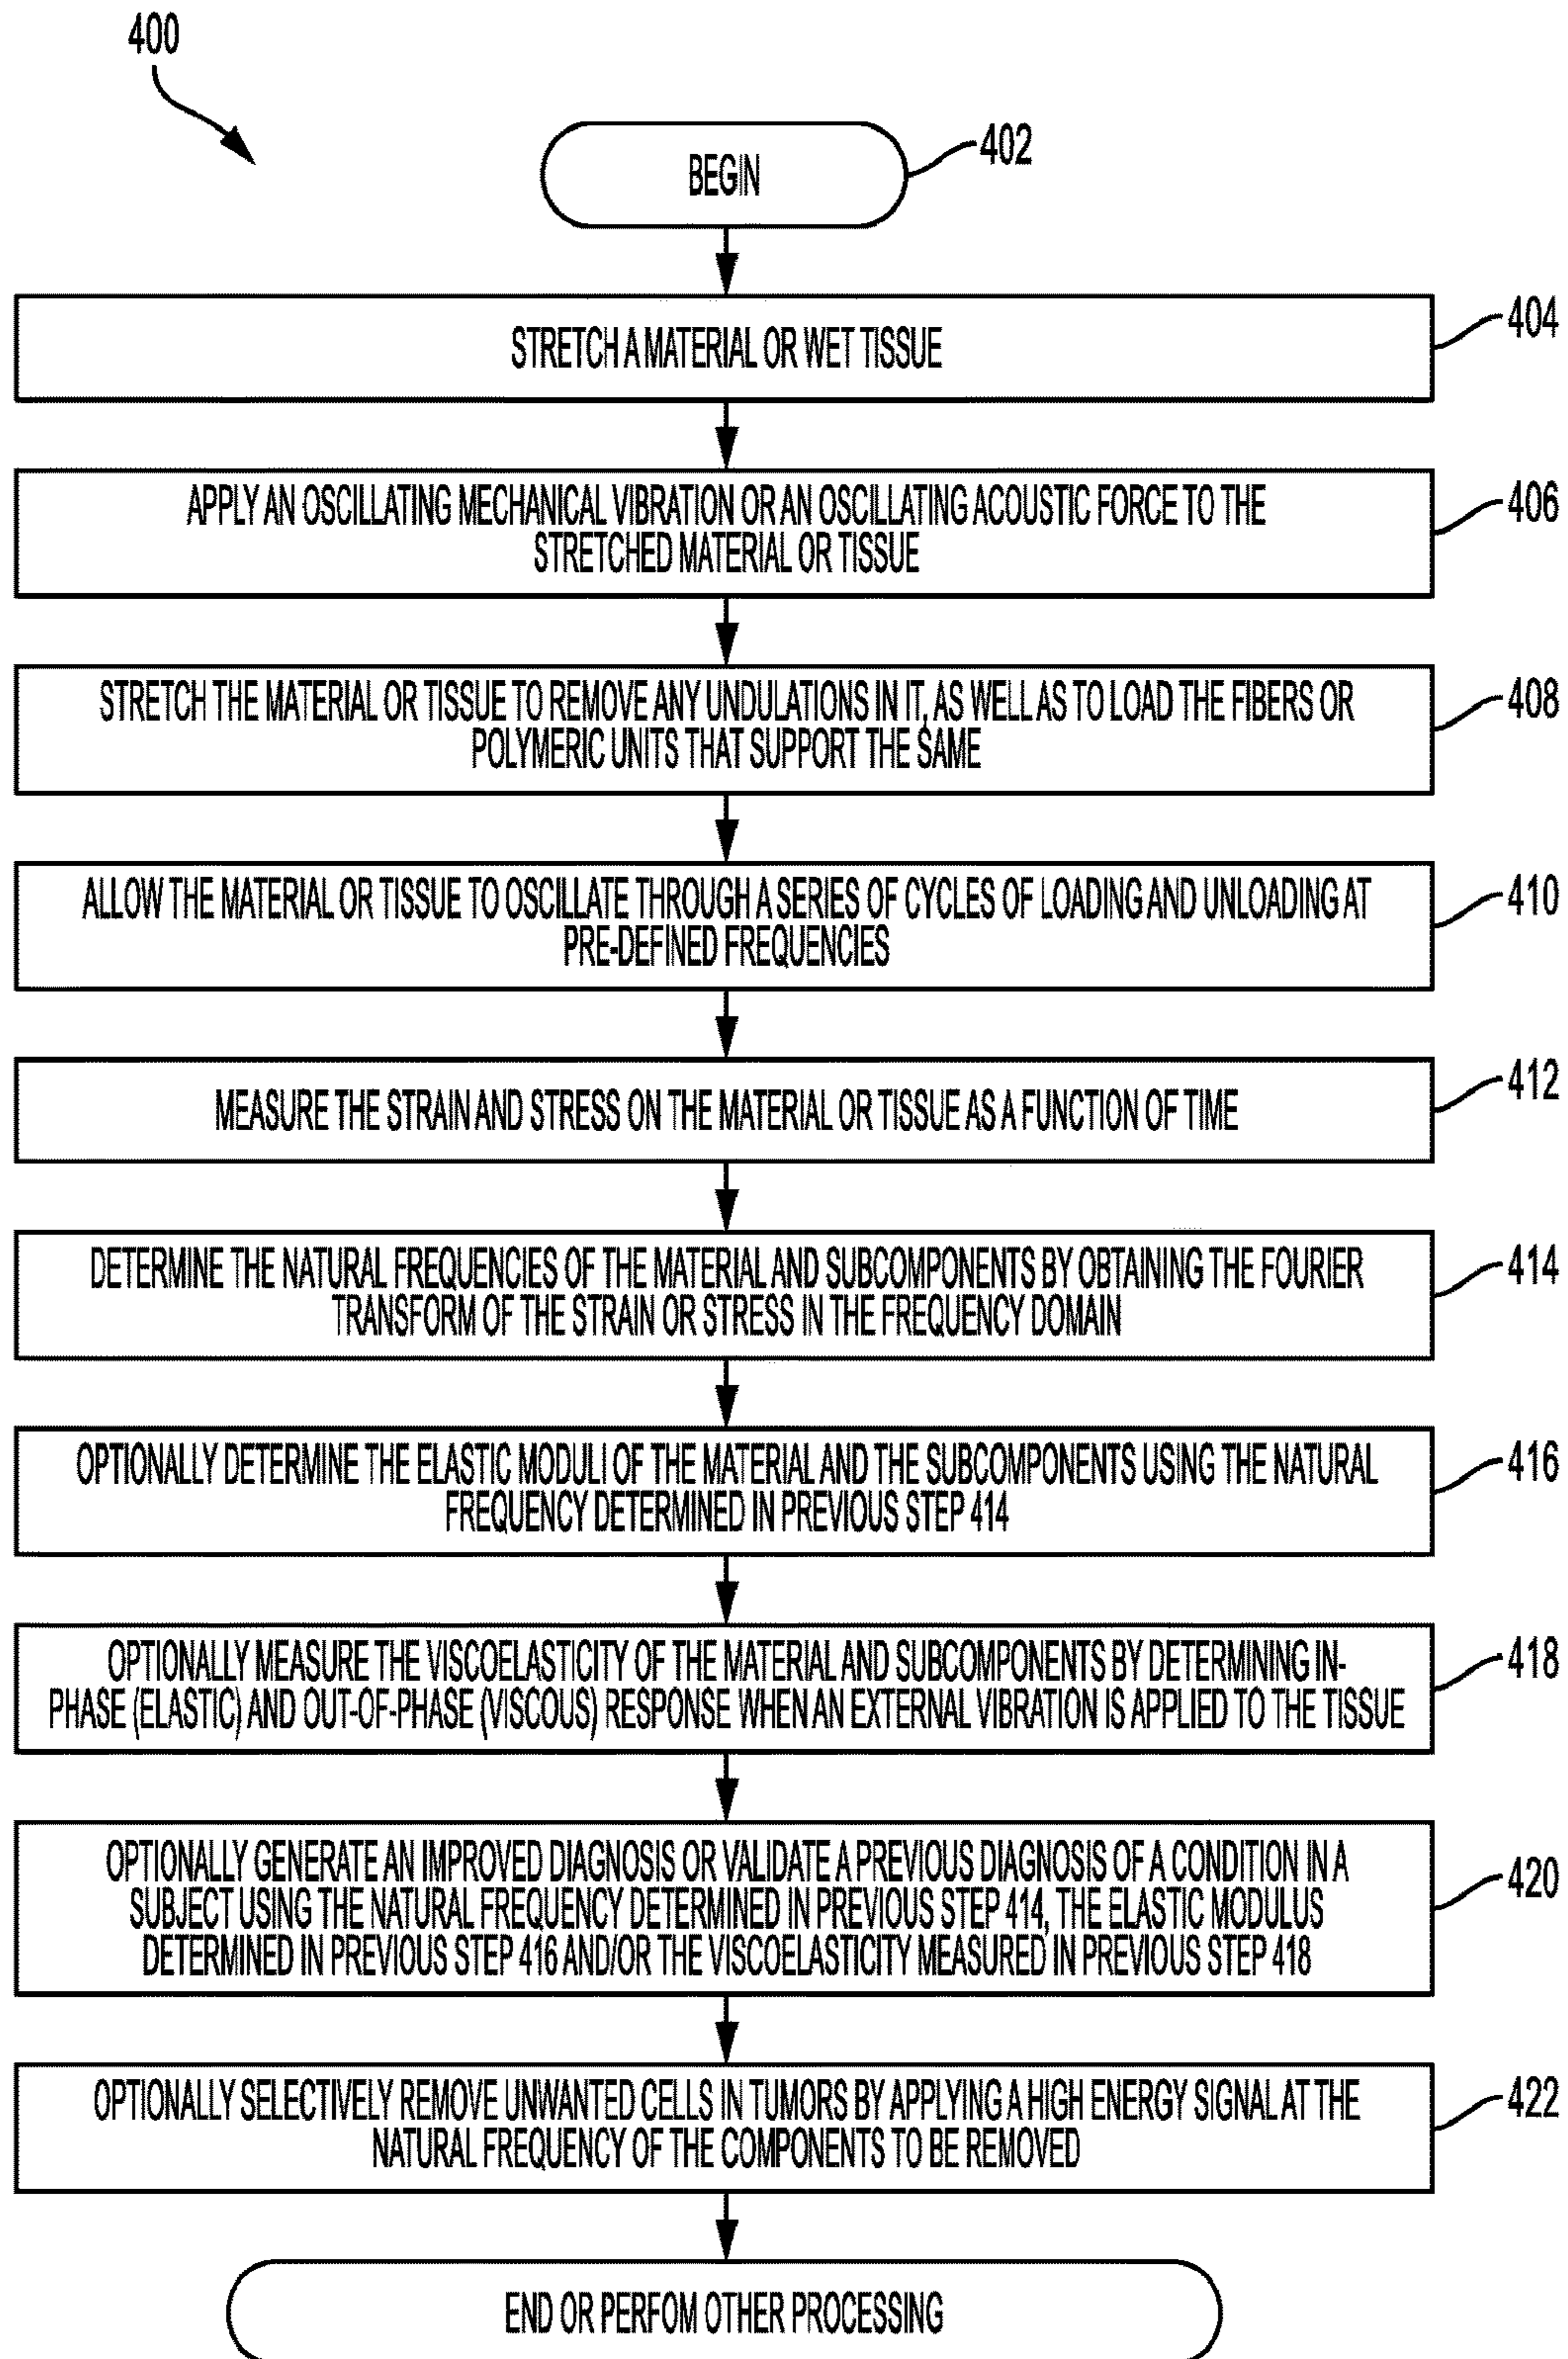 400
BEGIN
402
STRETCH A MATERIAL OR WET TISSUE
404
APPLY AN OSCILLATING MECHANICAL VIBRATION OR AN OSCILLATING ACOUSTIC FORCE TO THE
STRETCHED MATERIAL OR TISSUE
406
STRETCH THE MATERIAL OR TISSUE TO REMOVE ANY UNDULATIONS IN IT, AS WELL AS TO LOAD THE FIBERS OR
POLYMERIC UNITS THAT SUPPORT THE SAME
408
ALLOW THE MATERIAL OR TISSUE TO OSCILLATE THROUGH A SERIES OF CYCLES OF LOADING AND UNLOADING AT
PRE-DEFINED FREQUENCIES
410
MEASURE THE STRAIN AND STRESS ON THE MATERIAL OR TISSUE AS A FUNCTION OF TIME
412
DETERMINE THE NATURAL FREQUENCIES OF THE MATERIAL AND SUBCOMPONENTS BY OBTAINING THE FOURIER
TRANSFORM OF THE STRAIN OR STRESS IN THE FREQUENCY DOMAIN
414
OPTIONALLY DETERMINE THE ELASTIC MODULI OF THE MATERIAL AND THE SUBCOMPONENTS USING THE NATURAL
FREQUENCY DETERMINED IN PREVIOUS STEP 414
416
OPTIONALLY MEASURE THE VISCOELASTICITY OF THE MATERIAL AND SUBCOMPONENTS BY DETERMINING IN-
PHASE (ELASTIC) AND OUT-OF-PHASE (VISCOUS) RESPONSE WHEN AN EXTERNAL VIBRATION IS APPLIED TO THE TISSUE
418
OPTIONALLY GENERATE AN IMPROVED DIAGNOSIS OR VALIDATE A PREVIOUS DIAGNOSIS OF A CONDITION IN A
SUBJECT USING THE NATURAL FREQUENCY DETERMINED IN PREVIOUS STEP 414, THE ELASTIC MODULUS
DETERMINED IN PREVIOUS STEP 416 AND/OR THE VISCOELASTICITY MEASURED IN PREVIOUS STEP 418
420
OPTIONALLY SELECTIVELY REMOVE UNWANTED CELLS IN TUMORS BY APPLYING A HIGH ENERGY SIGNAL AT THE
NATURAL FREQUENCY OF THE COMPONENTS TO BE REMOVED
422
END OR PERFOM OTHER PROCESSING